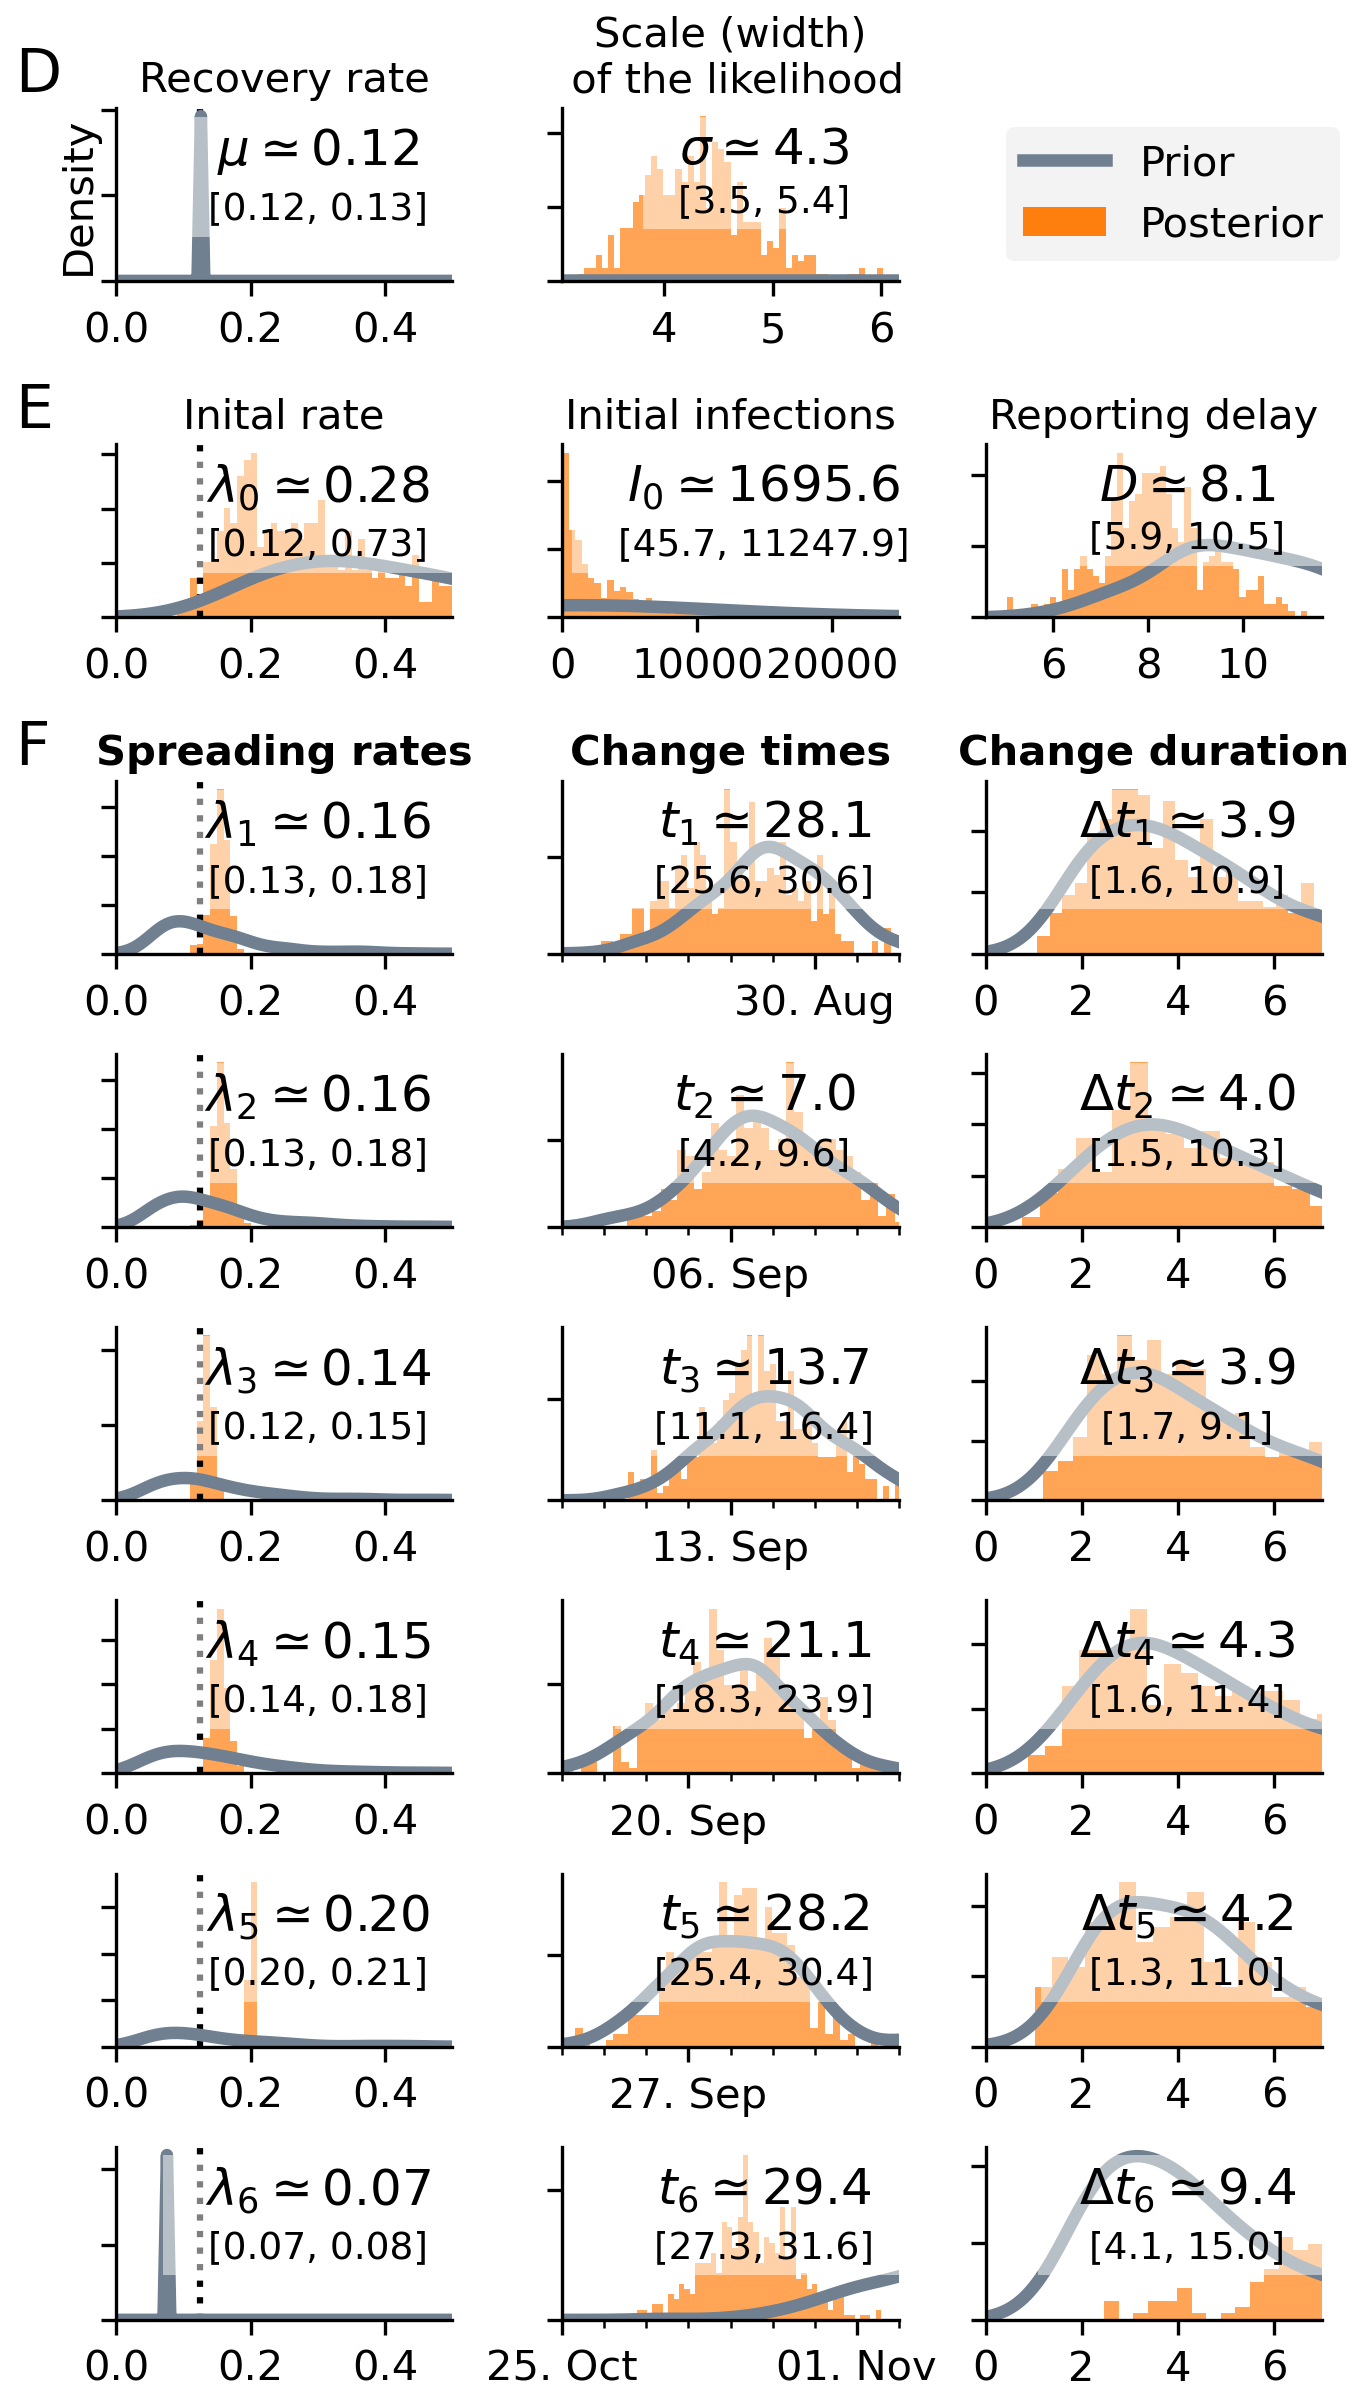 D
Recovery rate
Scale (width)
of the likelihood
Density
μ ≃ 0.12
[0.12, 0.13]
σ ≃ 4.3
[3.5, 5.4]
Prior
Posterior
0.0 0.2 0.4
4 5 6
E
Inital rate
Initial infections
Reporting delay
λ0 ≃ 0.28
[0.12, 0.73]
I0 ≃ 1695.6
[45.7, 11247.9]
D ≃ 8.1
[5.9, 10.5]
0.0 0.2 0.4
0 10000 20000
6 8 10
F
Spreading rates
Change times
Change duration
λ1 ≃ 0.16
[0.13, 0.18]
t1 ≃ 28.1
[25.6, 30.6]
Δt1 ≃ 3.9
[1.6, 10.9]
0.0 0.2 0.4
30. Aug
0 2 4 6
λ2 ≃ 0.16
[0.13, 0.18]
t2 ≃ 7.0
[4.2, 9.6]
Δt2 ≃ 4.0
[1.5, 10.3]
0.0 0.2 0.4
06. Sep
0 2 4 6
λ3 ≃ 0.14
[0.12, 0.15]
t3 ≃ 13.7
[11.1, 16.4]
Δt3 ≃ 3.9
[1.7, 9.1]
0.0 0.2 0.4
13. Sep
0 2 4 6
λ4 ≃ 0.15
[0.14, 0.18]
t4 ≃ 21.1
[18.3, 23.9]
Δt4 ≃ 4.3
[1.6, 11.4]
0.0 0.2 0.4
20. Sep
0 2 4 6
λ5 ≃ 0.20
[0.20, 0.21]
t5 ≃ 28.2
[25.4, 30.4]
Δt5 ≃ 4.2
[1.3, 11.0]
0.0 0.2 0.4
27. Sep
0 2 4 6
λ6 ≃ 0.07
[0.07, 0.08]
t6 ≃ 29.4
[27.3, 31.6]
Δt6 ≃ 9.4
[4.1, 15.0]
0.0 0.2 0.4
25. Oct 01. Nov
0 2 4 6